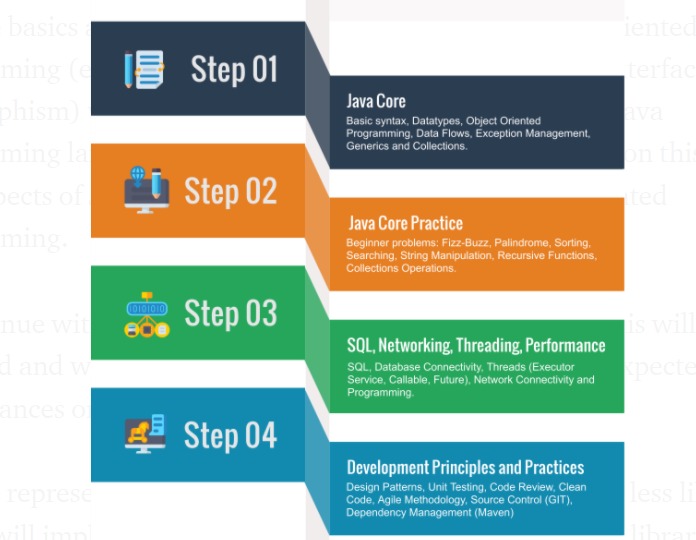 basics
iented
ming (e
terfac
phism)
ava
ming la
on this
pects of
ted
ming.
nue wit
is will
d and w
xpecte
ances o
represe
less li
will impl
librar
Step 01
Java Core
Basic syntax, Datatypes, Object Oriented
Programming, Data Flows, Exception Management,
Generics and Collections.
Step 02
Java Core Practice
Beginner problems: Fizz-Buzz, Palindrome, Sorting,
Searching, String Manipulation, Recursive Functions,
Collections Operations.
Step 03
SQL, Networking, Threading, Performance
SQL, Database Connectivity, Threads (Executor
Service, Callable, Future), Network Connectivity and
Programming.
Step 04
Development Principles and Practices
Design Patterns, Unit Testing, Code Review, Clean
Code, Agile Methodology, Source Control (GIT),
Dependency Management (Maven)